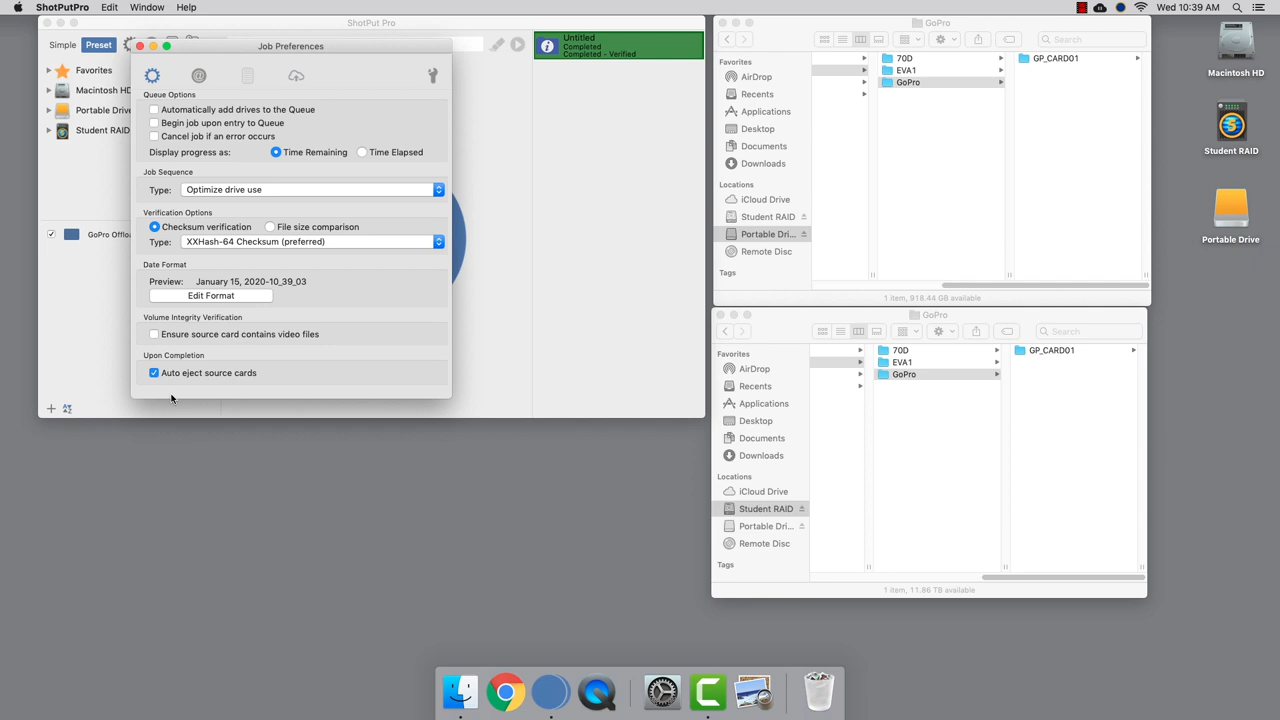 ShotPutPro Edit Window Help Wed 10:39 AM
ShotPut Pro
Simple Preset
Favorites
Macintosh HD
Portable Drive
Student RAID
GoPro Offlo
Untitled
Completed
Completed - Verified
Job Preferences
Queue Options
Automatically add drives to the Queue
Begin job upon entry to Queue
Cancel job if an error occurs
Display progress as: Time Remaining Time Elapsed
Job Sequence
Type: Optimize drive use
Verification Options
Checksum verification File size comparison
Type: XXHash-64 Checksum (preferred)
Date Format
Preview: January 15, 2020-10_39_03
Edit Format
Volume Integrity Verification
Ensure source card contains video files
Upon Completion
Auto eject source cards
GoPro
Search
Favorites
AirDrop
Recents
Applications
Desktop
Documents
Downloads
Locations
iCloud Drive
Student RAID
Portable Dri...
Remote Disc
Tags
70D
EVA1
GoPro
GP_CARD01
1 item, 918.44 GB available
GoPro
Search
Favorites
AirDrop
Recents
Applications
Desktop
Documents
Downloads
Locations
iCloud Drive
Student RAID
Portable Dri...
Remote Disc
Tags
70D
EVA1
GoPro
GP_CARD01
1 item, 11.86 TB available
Macintosh HD
Student RAID
Portable Drive